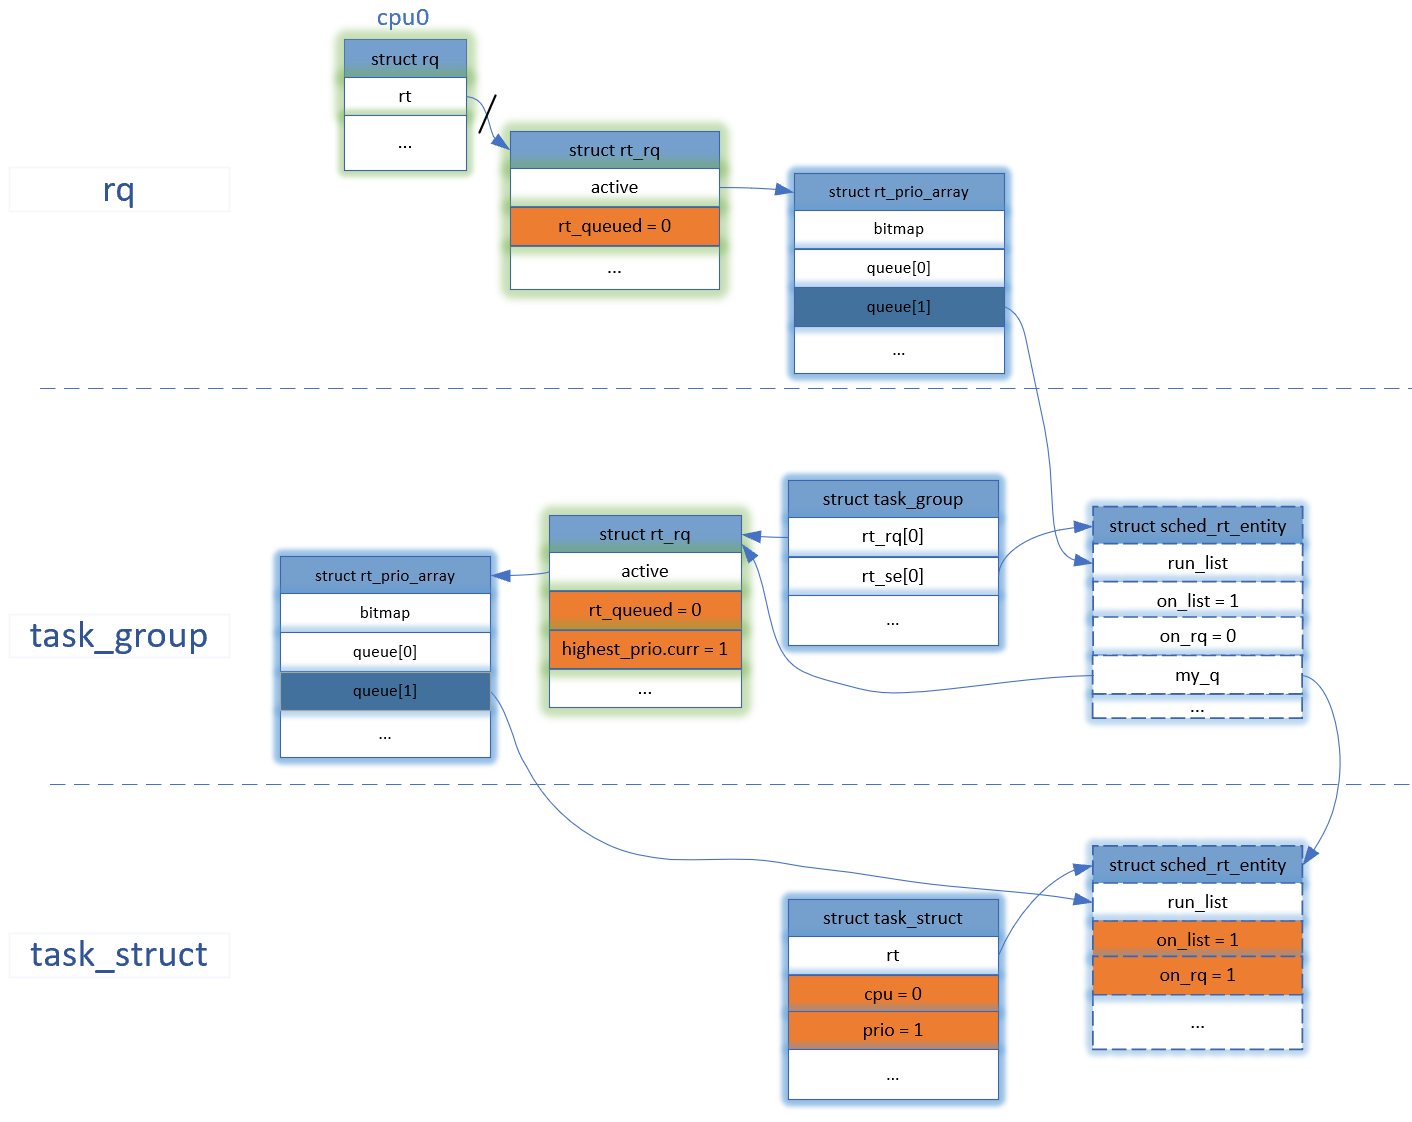 cpu0
struct rq
rt
...
rq
struct rt_rq
active
rt_queued = 0
...
struct rt_prio_array
bitmap
queue[0]
queue[1]
...
task_group
struct rt_prio_array
bitmap
queue[0]
queue[1]
...
struct rt_rq
active
rt_queued = 0
highest_prio.curr = 1
...
struct task_group
rt_rq[0]
rt_se[0]
...
struct sched_rt_entity
run_list
on_list = 1
on_rq = 0
my_q
...
task_struct
struct task_struct
rt
cpu = 0
prio = 1
...
struct sched_rt_entity
run_list
on_list = 1
on_rq = 1
...